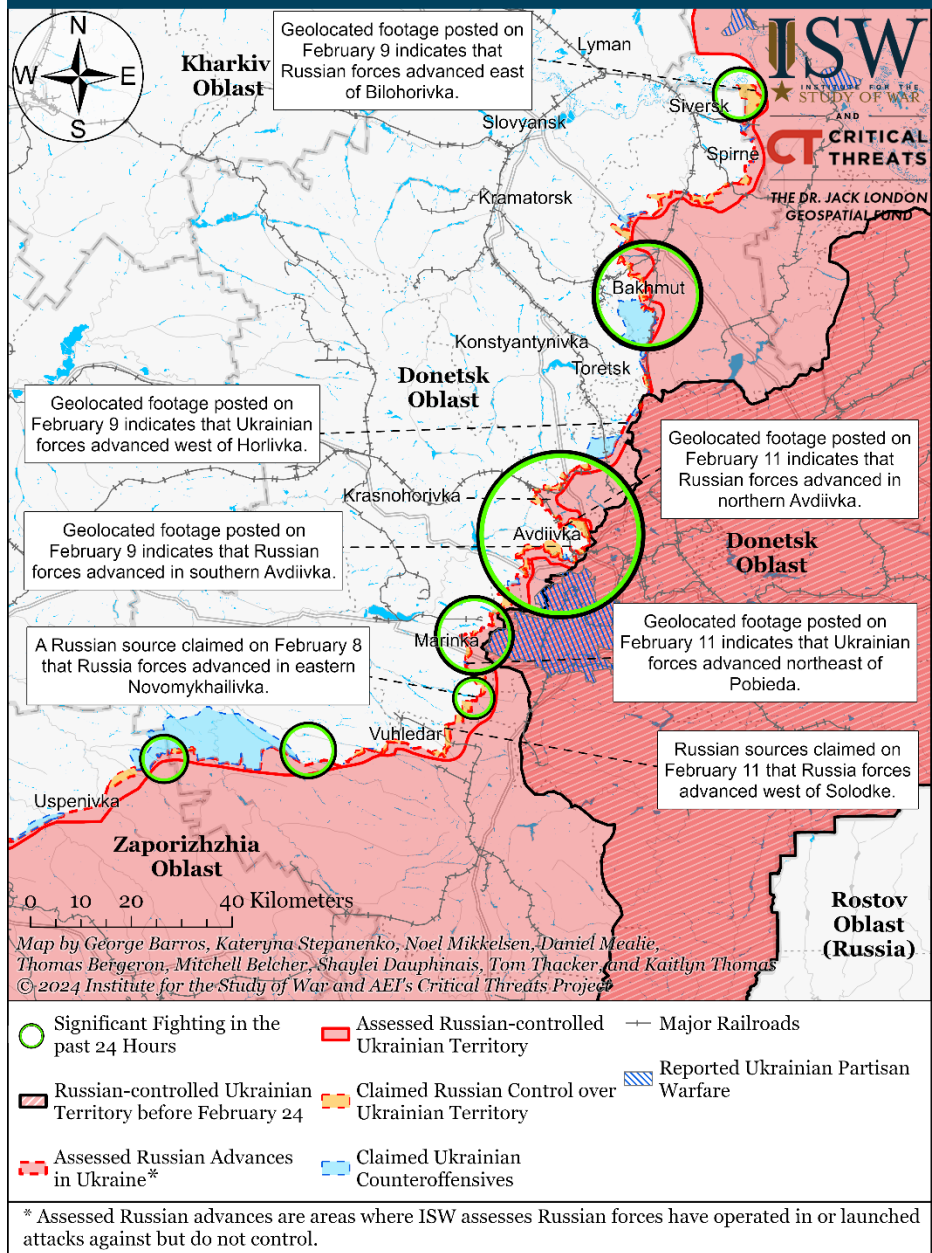 N
W
E
S
Kharkiv
Oblast
Geolocated footage posted on
February 9 indicates that
Russian forces advanced east
of Bilohorivka.
Lyman
ISW
INSTITUTE FOR THE
STUDY OF WAR
AND
CT CRITICAL
THREATS
THE DR. JACK LONDON
GEOSPATIAL FUND
Siversk
Slovyansk
Spirne
Kramatorsk
Bakhmut
Konstyantynivka
Toretsk
Donetsk
Oblast
Geolocated footage posted on
February 9 indicates that Ukrainian
forces advanced west of Horlivka.
Geolocated footage posted on
February 11 indicates that
Russian forces advanced in
northern Avdiivka.
Krasnohorivka
Avdiivka
Geolocated footage posted on
February 9 indicates that Russian
forces advanced in southern Avdiivka.
Donetsk
Oblast
Geolocated footage posted on
February 11 indicates that Ukrainian
forces advanced northeast of
Pobieda.
Marinka
A Russian source claimed on February 8
that Russia forces advanced in eastern
Novomykhailivka.
Vuhledar
Russian sources claimed on
February 11 that Russia forces
advanced west of Solodke.
Uspenivka
Zaporizhzhia
Oblast
Rostov
Oblast
(Russia)
0 10 20 40 Kilometers
Map by George Barros, Kateryna Stepanenko, Noel Mikkelsen, Daniel Mealie,
Thomas Bergeron, Mitchell Belcher, Shaylei Dauphinais, Tom Thacker, and Kaitlyn Thomas
© 2024 Institute for the Study of War and AEI's Critical Threats Project
Significant Fighting in the
past 24 Hours
Russian-controlled Ukrainian
Territory before February 24
Assessed Russian Advances
in Ukraine*
Assessed Russian-controlled
Ukrainian Territory
Claimed Russian Control over
Ukrainian Territory
Claimed Ukrainian
Counteroffensives
Major Railroads
Reported Ukrainian Partisan
Warfare
* Assessed Russian advances are areas where ISW assesses Russian forces have operated in or launched
attacks against but do not control.